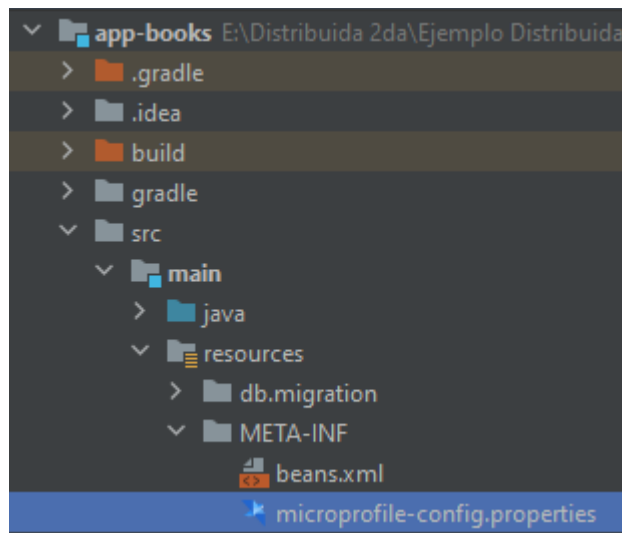 app-books E:\Distribuida 2da\Ejemplo Distribuida
.gradle
.idea
build
gradle
src
main
java
resources
db.migration
META-INF
beans.xml
microprofile-config.properties